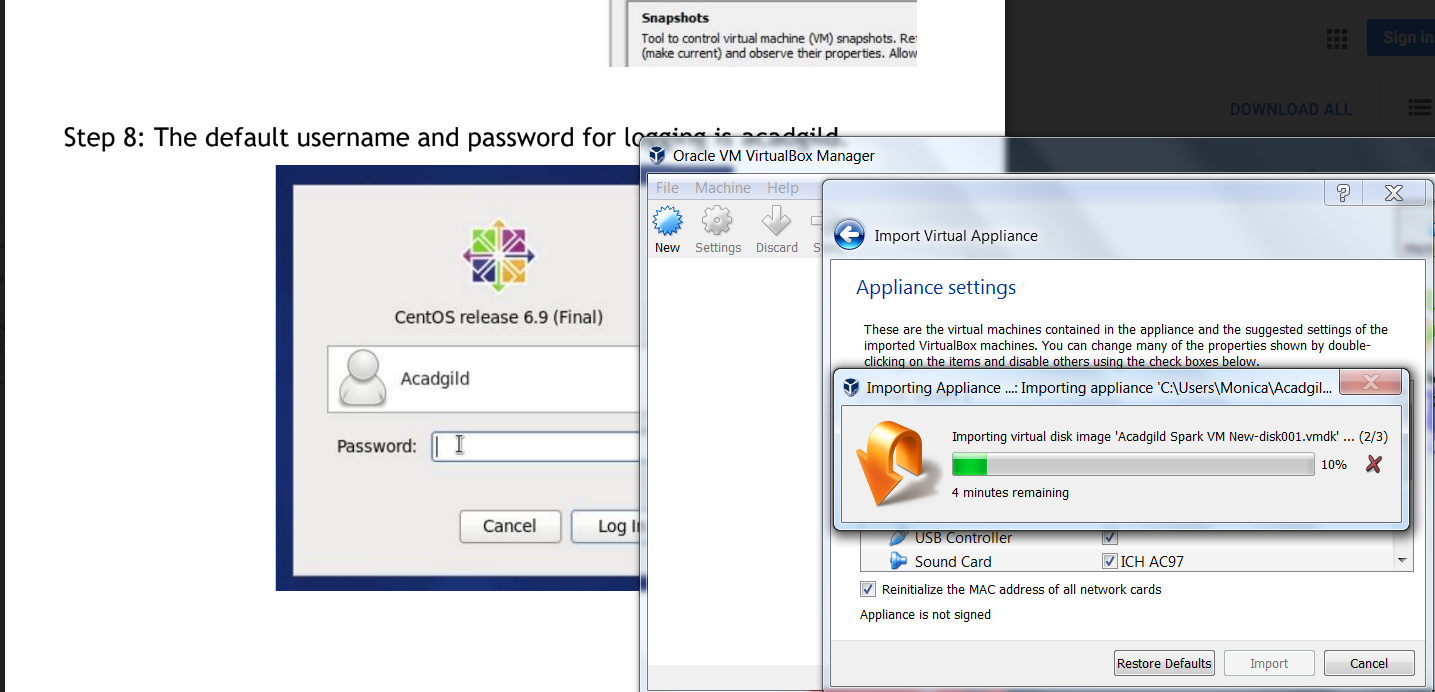 Snapshots
Tool to control virtual machine (VM) snapshots.
(make current) and observe their properties. Allow
Sign in
DOWNLOAD ALL
Step 8: The default username and password for logging is acadgild.
CentOS release 6.9 (Final)
Acadgild
Password:
Cancel
Log In
Oracle VM VirtualBox Manager
File Machine Help
New Settings Discard
Import Virtual Appliance
Appliance settings
These are the virtual machines contained in the appliance and the suggested settings of the
imported VirtualBox machines. You can change many of the properties shown by double-
clicking on the items and disable others using the check boxes below.
Importing Appliance ...: Importing appliance 'C:\Users\Monica\Acadgil...
Importing virtual disk image 'Acadgild Spark VM New-disk001.vmdk' ... (2/3)
10%
4 minutes remaining
USB Controller
Sound Card ICH AC97
Reinitialize the MAC address of all network cards
Appliance is not signed
Restore Defaults Import Cancel